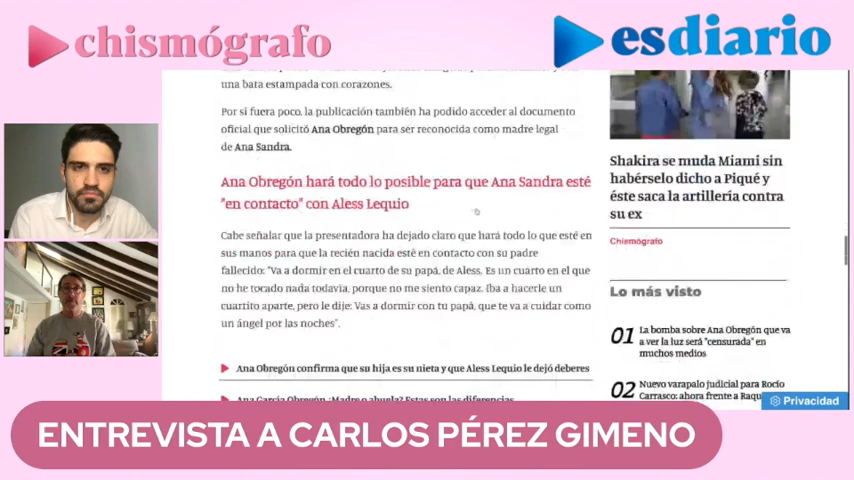 chismógrafo
esdiario
una bata estampada con corazones.
Por si fuera poco, la publicación también ha podido acceder al documento
oficial que solicitó Ana Obregón para ser reconocida como madre legal
de Ana Sandra.
Ana Obregón hará todo lo posible para que Ana Sandra esté
"en contacto" con Aless Lequio
Cabe señalar que la presentadora ha dejado claro que hará todo lo que esté en
sus manos para que la recién nacida esté en contacto con su padre
fallecido: "Va a dormir en el cuarto de su papá, de Aless. Es un cuarto en el que
no he tocado nada todavía, porque no me siento capaz. Iba a hacerle un
cuartito aparte, pero le dije: Vas a dormir con tu papá, que te va a cuidar como
un ángel por las noches".
Ana Obregón confirma que su hija es su nieta y que Aless Lequio le dejó deberes
Ana García Obregón ¿Madre o abuela? Estas son las diferencias
Shakira se muda Miami sin
habérselo dicho a Piqué y
éste saca la artillería contra
su ex
Chismógrafo
Lo más visto
01 La bomba sobre Ana Obregón que va
a ver la luz será "censurada" en
muchos medios
02 Nuevo varapalo judicial para Rocío
Carrasco: ahora frente a Raqu
Privacidad
ENTREVISTA A CARLOS PÉREZ GIMENO